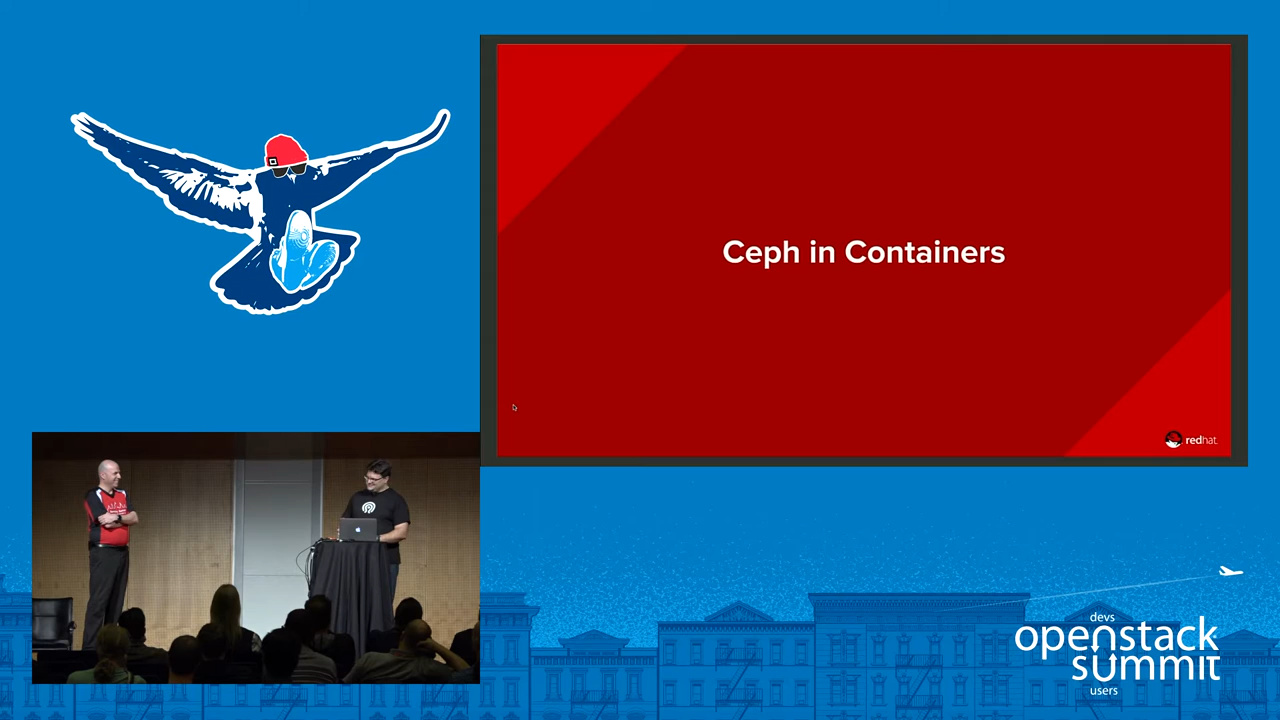 Ceph in Containers
redhat.
devs
openstack
summit
users